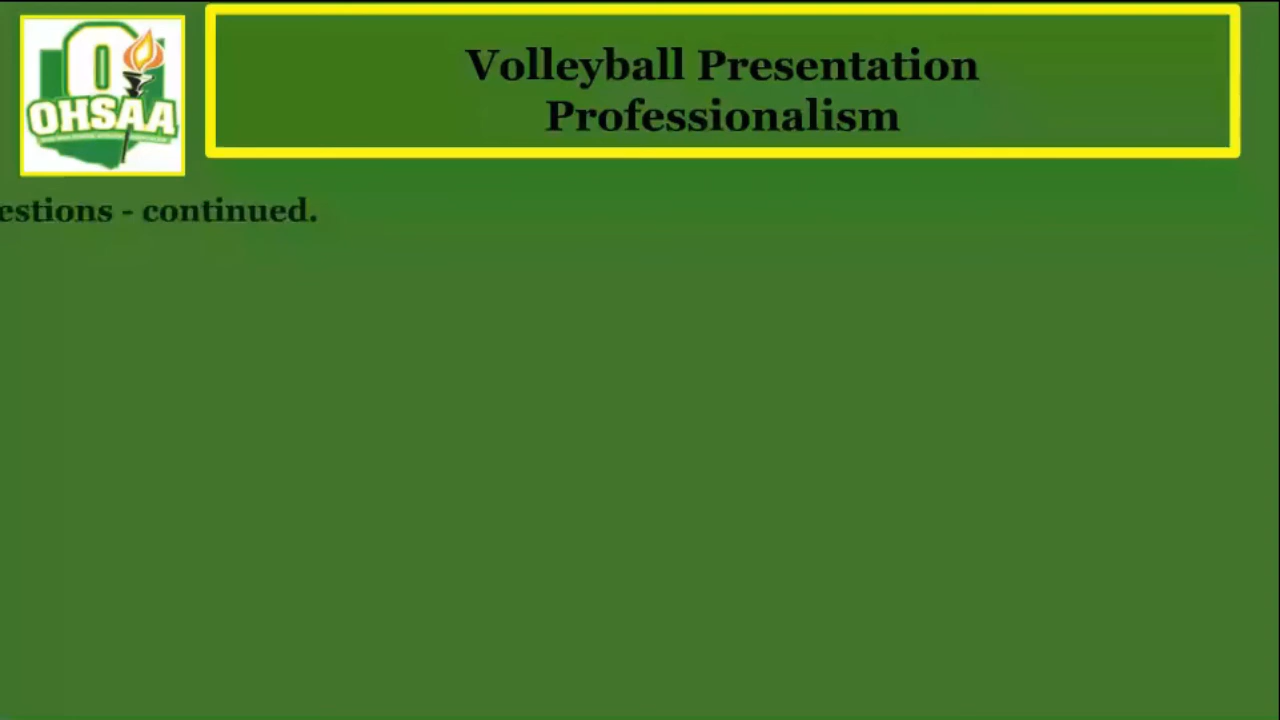 OHSAA
Volleyball Presentation
Professionalism
estions - continued.